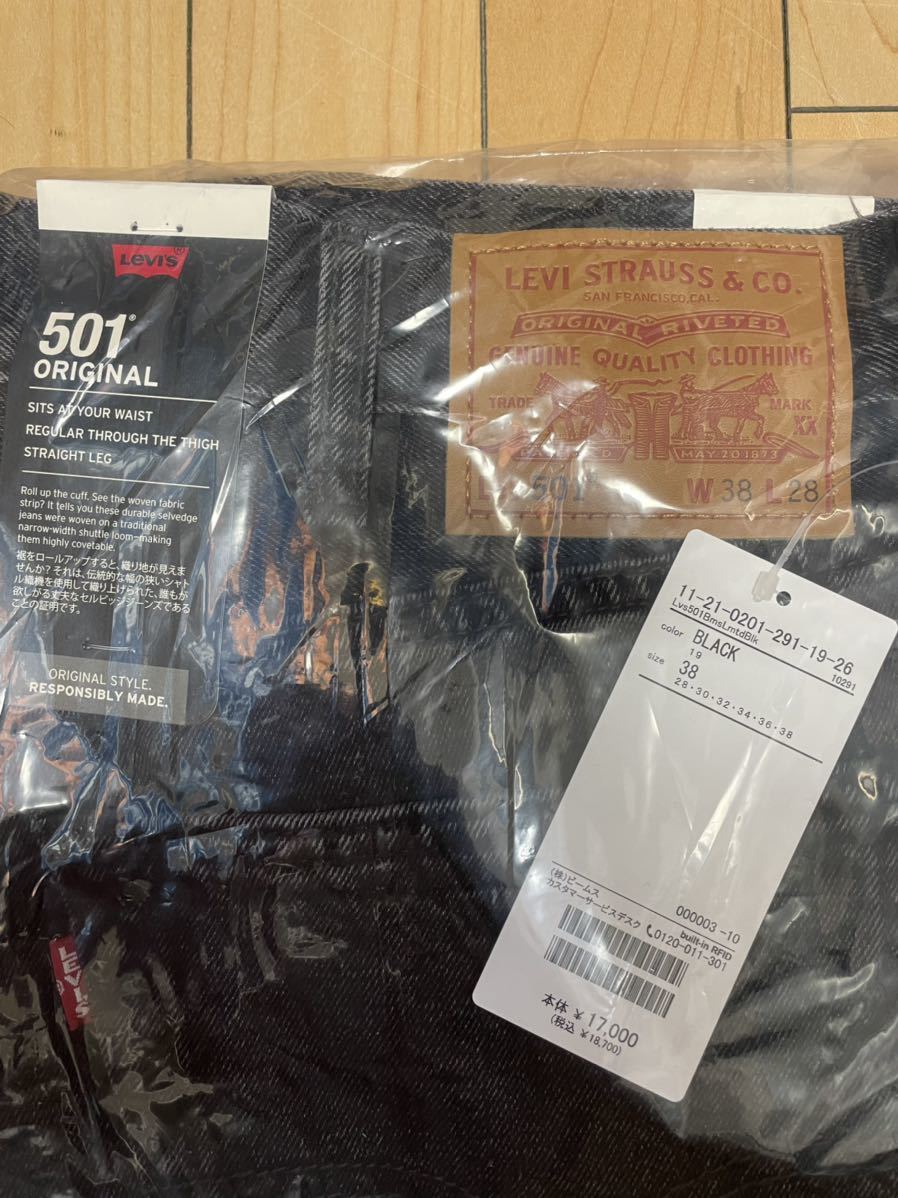 Levi's®
501®
ORIGINAL
SITS AT YOUR WAIST
REGULAR THROUGH THE THIGH
STRAIGHT LEG
Roll up the cuff. See the woven fabric
strip? It tells you these durable selvedge
jeans were woven on a traditional
narrow-width shuttle loom–making
them highly covetable.
裾をロールアップすると、織り地が見えま
せんか? それは、伝統的な幅の狭いシャト
ル織機を使用して織り上げられた、誰もが
欲しがる丈夫なセルビッジジーンズである
ことの証明です。
ORIGINAL STYLE.
RESPONSIBLY MADE.
LEVI STRAUSS & CO.
SAN FRANCISCO, CAL.
ORIGINAL RIVETED
GENUINE QUALITY CLOTHING
TRADE MARK
XX
MAY 20 1873
501 W 38 L 28
11-21-0201-291-19-26
Lvs501BmsLmtdBlk 10291
color BLACK
19
size 38
28・30・32・34・36・38
(株)ビームス 000003-10
カスタマーサービスデスク 0120-011-301
built-in RFID
本体 ¥17,000
(税込 ¥18,700)
LEVI'S
®